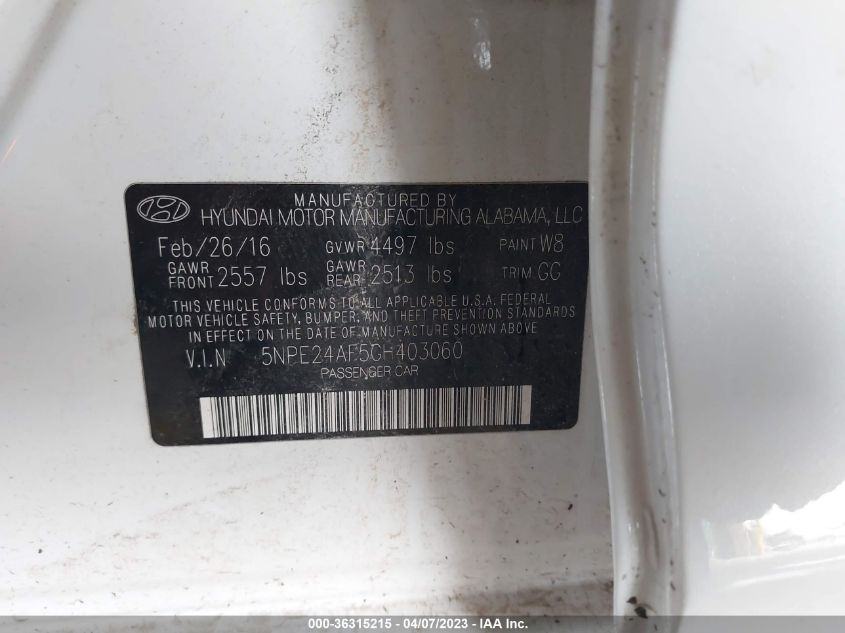 MANUFACTURED BY
HYUNDAI MOTOR MANUFACTURING ALABAMA, LLC
Feb/26/16 GVWR 4497 lbs PAINT W8
GAWR FRONT 2557 lbs GAWR REAR 2513 lbs TRIM GG
THIS VEHICLE CONFORMS TO ALL APPLICABLE U.S.A. FEDERAL
MOTOR VEHICLE SAFETY, BUMPER, AND THEFT PREVENTION STANDARDS
IN EFFECT ON THE DATE OF MANUFACTURE SHOWN ABOVE
V.I.N 5NPE24AF5GH403060
PASSENGER CAR
000-36315215 - 04/07/2023 - IAA Inc.